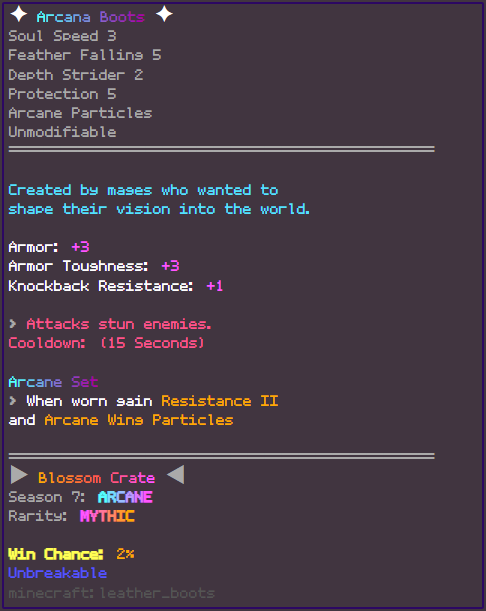 ✦ Arcana Boots ✦
Soul Speed 3
Feather Falling 5
Depth Strider 2
Protection 5
Arcane Particles
Unmodifiable
Created by mages who wanted to
shape their vision into the world.
Armor: +3
Armor Toughness: +3
Knockback Resistance: +1
> Attacks stun enemies.
Cooldown: (15 Seconds)
Arcane Set
> When worn gain Resistance II
and Arcane Wings Particles
▶ Blossom Crate ◀
Season 7: ARCANE
Rarity: MYTHIC
Win Chance: 2%
Unbreakable
minecraft:leather_boots